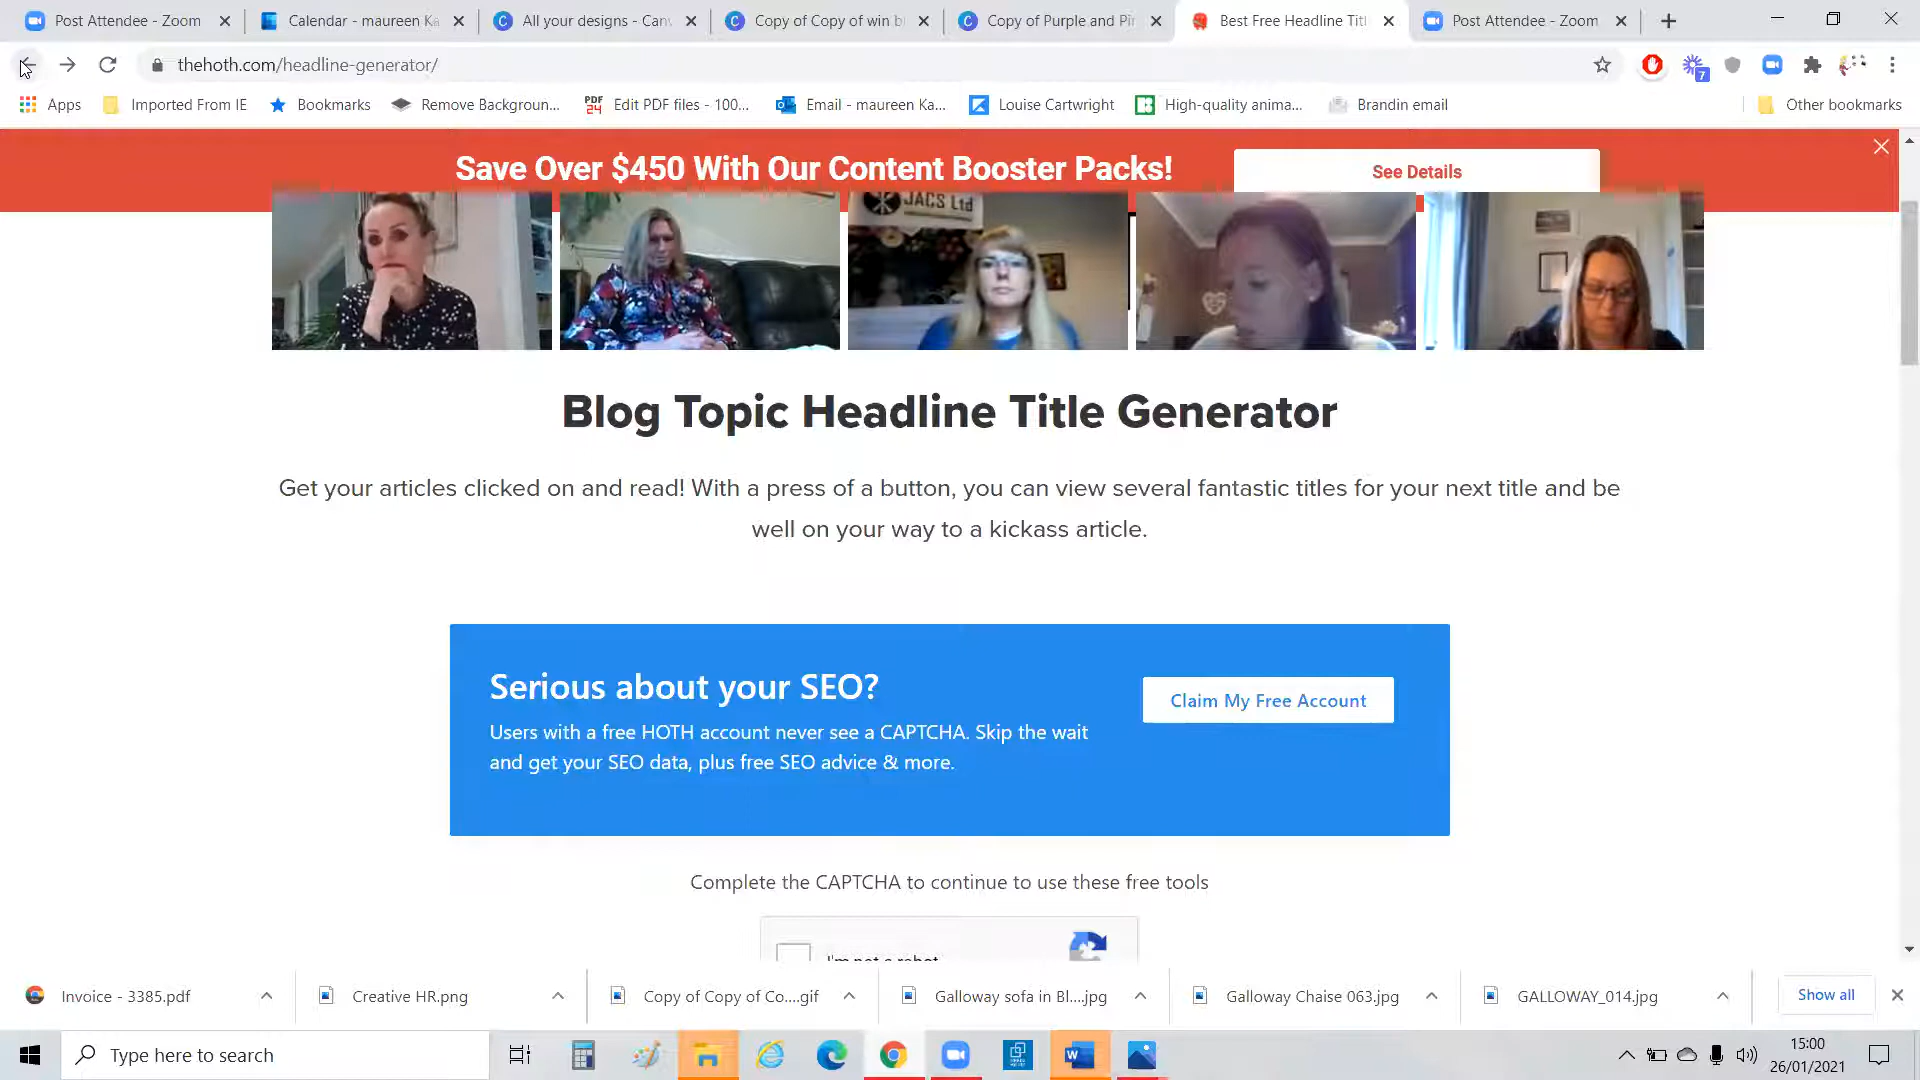 Post Attendee - Zoom
Calendar - maureen Ka
All your designs - Canv
Copy of Copy of win b
Copy of Purple and Pin
Best Free Headline Titl
Post Attendee - Zoom
thehoth.com/headline-generator/
7
Apps
Imported From IE
Bookmarks
Remove Backgroun...
PDF
24
Edit PDF files - 100...
Email - maureen Ka...
Louise Cartwright
High-quality anima...
Brandin email
Other bookmarks
Save Over $450 With Our Content Booster Packs!
See Details
JACS Ltd
Blog Topic Headline Title Generator
Get your articles clicked on and read! With a press of a button, you can view several fantastic titles for your next title and be
well on your way to a kickass article.
Serious about your SEO?
Claim My Free Account
Users with a free HOTH account never see a CAPTCHA. Skip the wait
and get your SEO data, plus free SEO advice & more.
Complete the CAPTCHA to continue to use these free tools
I'm not a robot
Invoice - 3385.pdf
Creative HR.png
Copy of Copy of Co....gif
Galloway sofa in Bl....jpg
Galloway Chaise 063.jpg
GALLOWAY_014.jpg
Show all
Type here to search
15:00
26/01/2021